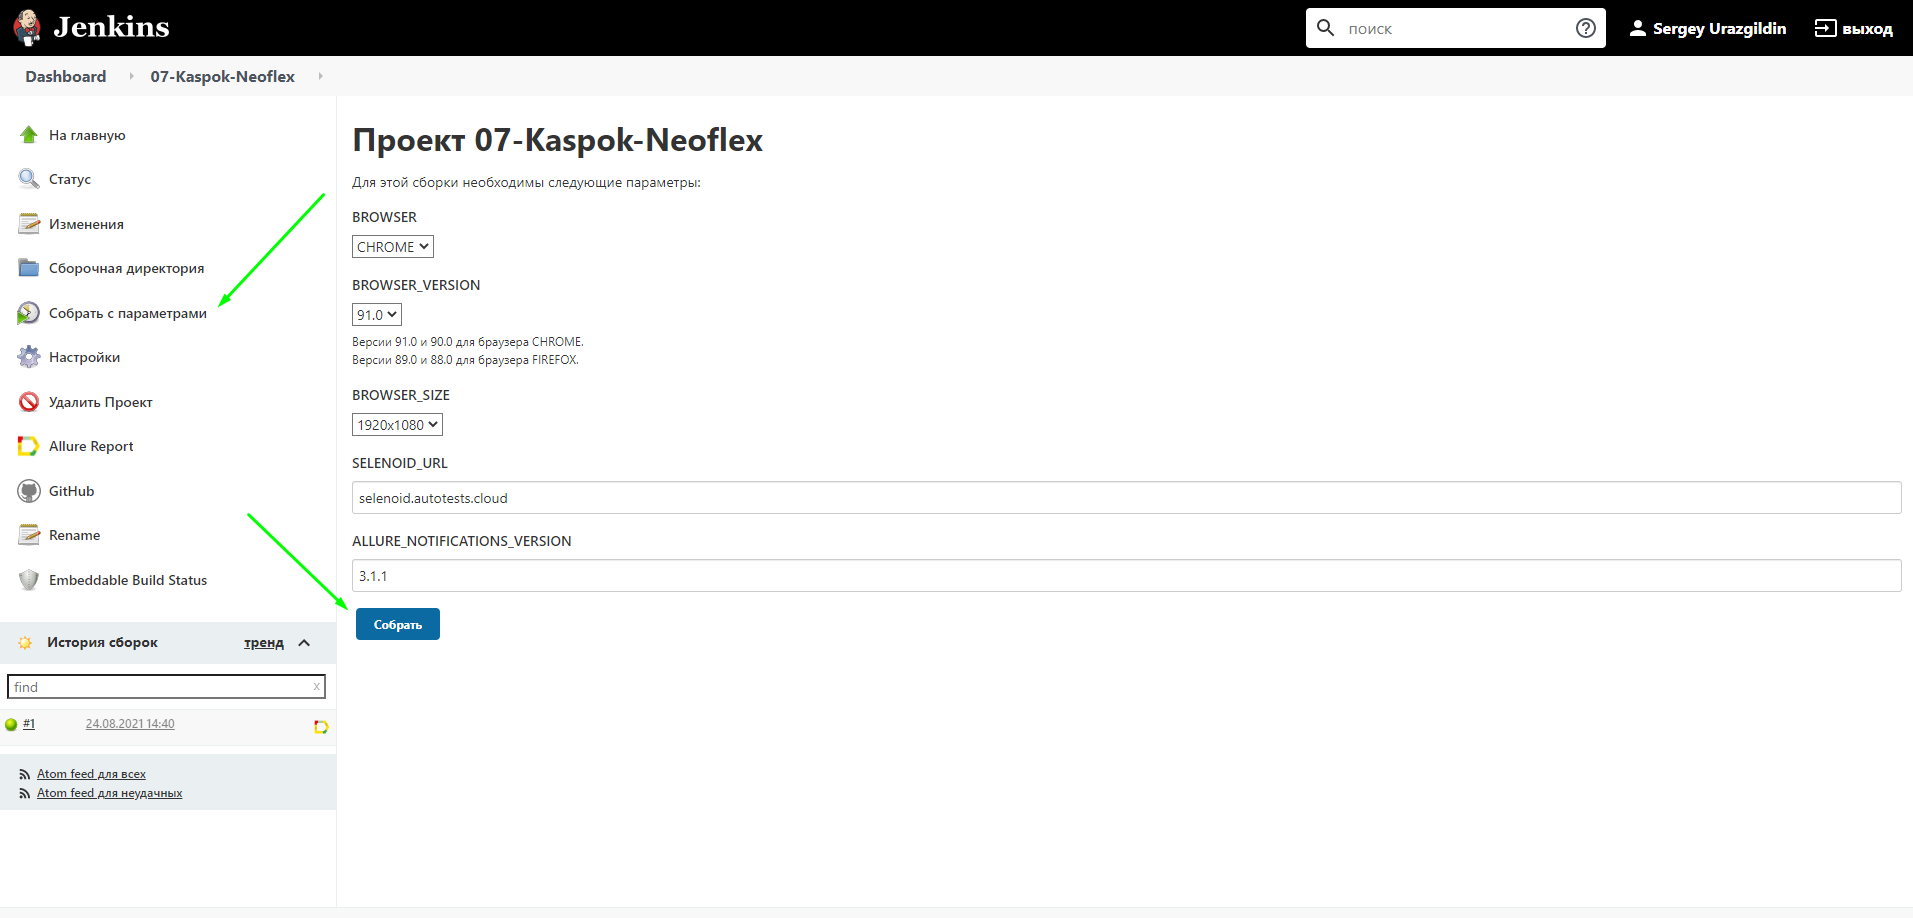 Jenkins
поиск
Sergey Urazgildin
выход
Dashboard
07-Kaspok-Neoflex
На главную
Статус
Изменения
Сборочная директория
Собрать с параметрами
Настройки
Удалить Проект
Allure Report
GitHub
Rename
Embeddable Build Status
История сборок
тренд
find
x
#1
24.08.2021 14:40
Atom feed для всех
Atom feed для неудачных
Проект 07-Kaspok-Neoflex
Для этой сборки необходимы следующие параметры:
BROWSER
CHROME
BROWSER_VERSION
91.0
Версии 91.0 и 90.0 для браузера CHROME.
Версии 89.0 и 88.0 для браузера FIREFOX.
BROWSER_SIZE
1920x1080
SELENOID_URL
selenoid.autotests.cloud
ALLURE_NOTIFICATIONS_VERSION
3.1.1
Собрать